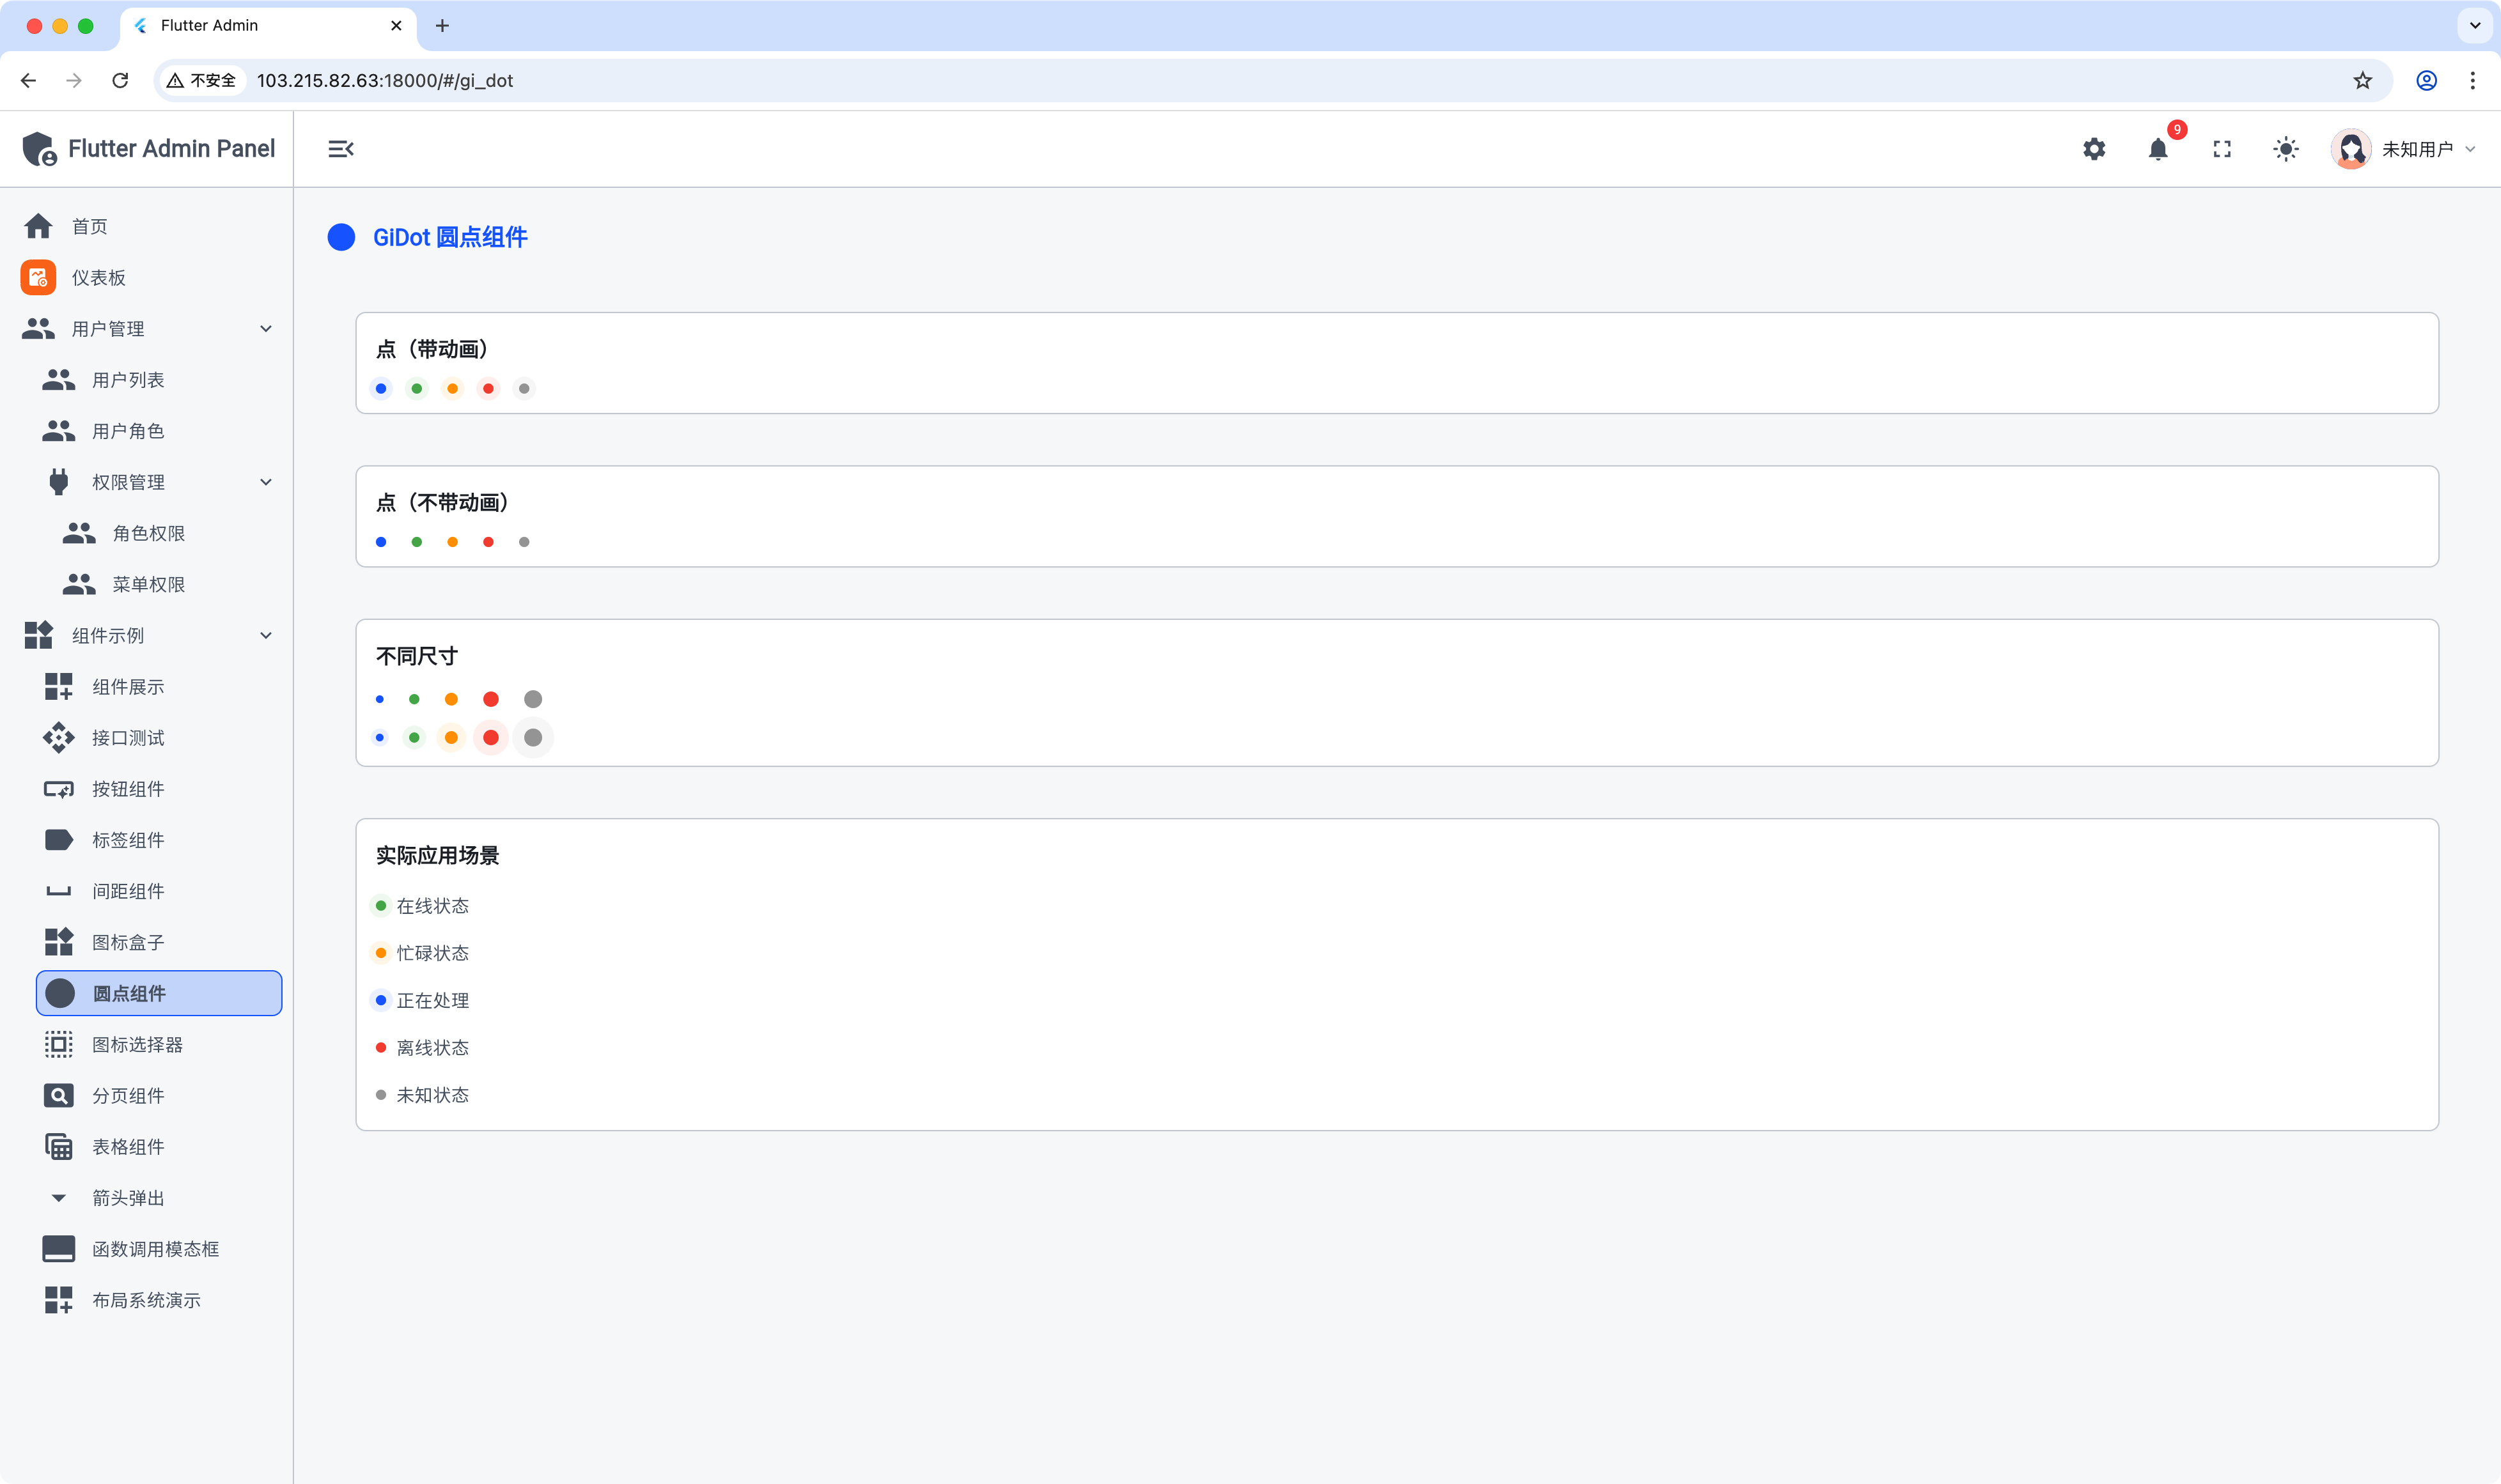 Flutter Admin
不安全
103.215.82.63:18000/#/gi_dot
Flutter Admin Panel
9
未知用户
首页
仪表板
用户管理
用户列表
用户角色
权限管理
角色权限
菜单权限
组件示例
组件展示
接口测试
按钮组件
标签组件
间距组件
图标盒子
圆点组件
图标选择器
分页组件
表格组件
箭头弹出
函数调用模态框
布局系统演示
GiDot 圆点组件
点（带动画）
点（不带动画）
不同尺寸
实际应用场景
在线状态
忙碌状态
正在处理
离线状态
未知状态